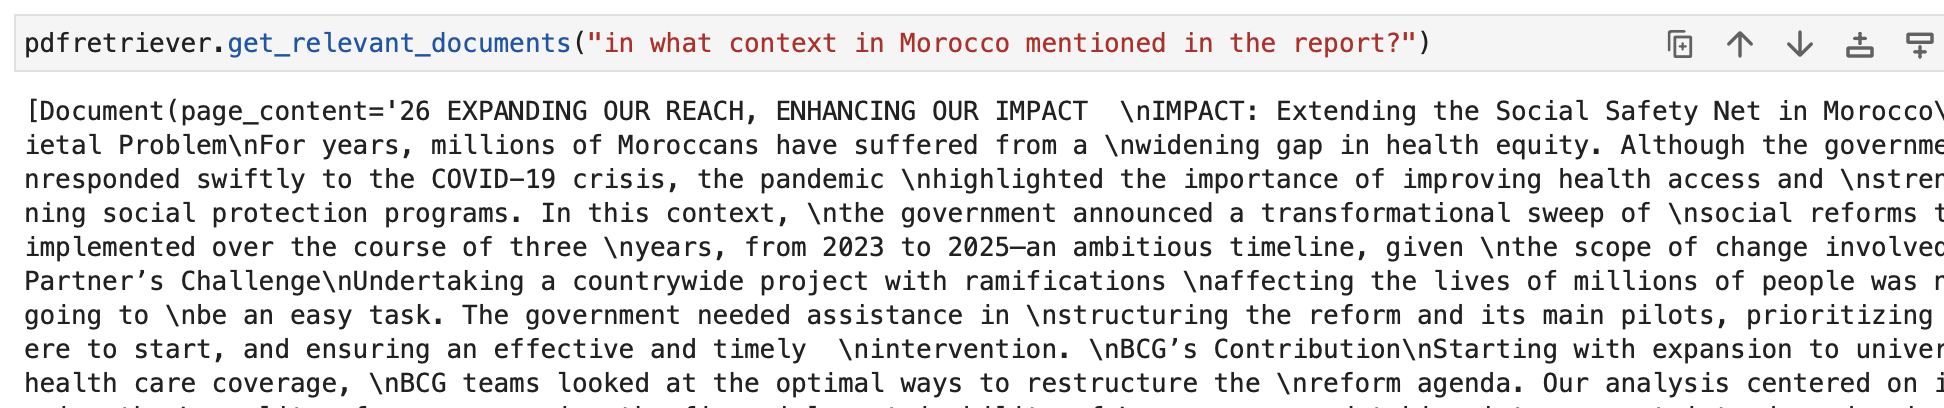 pdfretriever.get_relevant_documents("in what context in Morocco mentioned in the report?")
[Document(page_content='26 EXPANDING OUR REACH, ENHANCING OUR IMPACT  \nIMPACT: Extending the Social Safety Net in Morocco\
ietal Problem\nFor years, millions of Moroccans have suffered from a \nwidening gap in health equity. Although the governme
nresponded swiftly to the COVID–19 crisis, the pandemic \nhighlighted the importance of improving health access and \nstren
ning social protection programs. In this context, \nthe government announced a transformational sweep of \nsocial reforms t
implemented over the course of three \nyears, from 2023 to 2025—an ambitious timeline, given \nthe scope of change involved
Partner’s Challenge\nUndertaking a countrywide project with ramifications \naffecting the lives of millions of people was n
going to \nbe an easy task. The government needed assistance in \nstructuring the reform and its main pilots, prioritizing
ere to start, and ensuring an effective and timely  \nintervention. \nBCG’s Contribution\nStarting with expansion to univer
health care coverage, \nBCG teams looked at the optimal ways to restructure the \nreform agenda. Our analysis centered on i